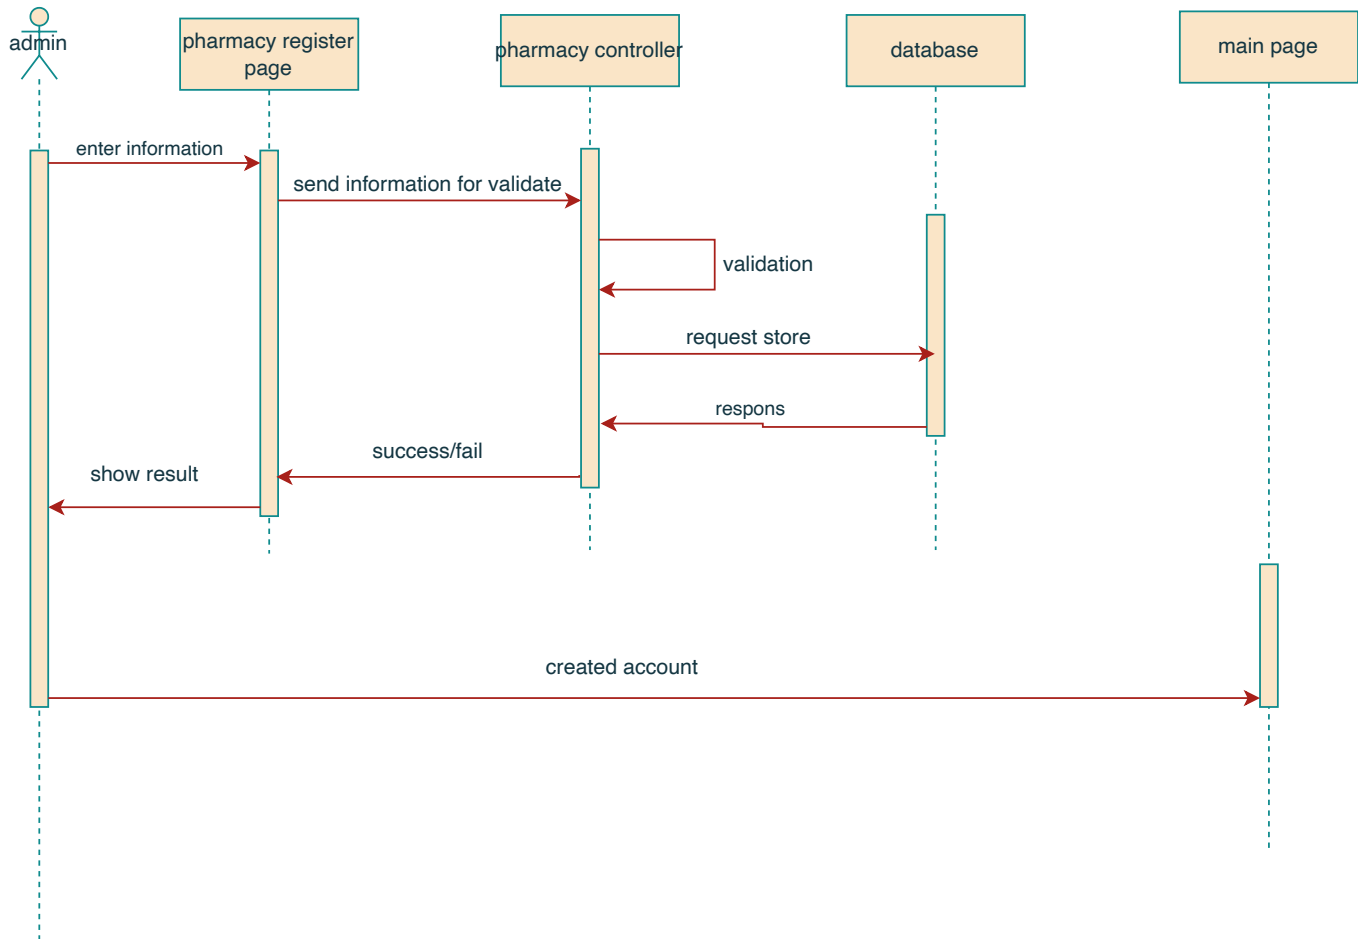 admin
pharmacy register
page
pharmacy controller
database
main page
enter information
send information for validate
validation
request store
respons
success/fail
show result
created account